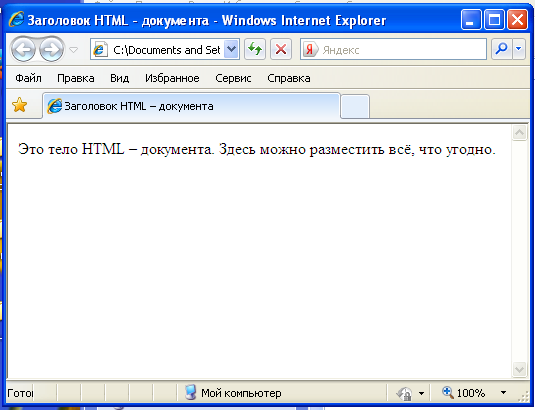 Заголовок HTML - документа - Windows Internet Explorer
C:\Documents and Set
Яндекс
Файл Правка Вид Избранное Сервис Справка
Заголовок HTML – документа
Это тело HTML – документа. Здесь можно разместить всё, что угодно.
Мой компьютер 100%